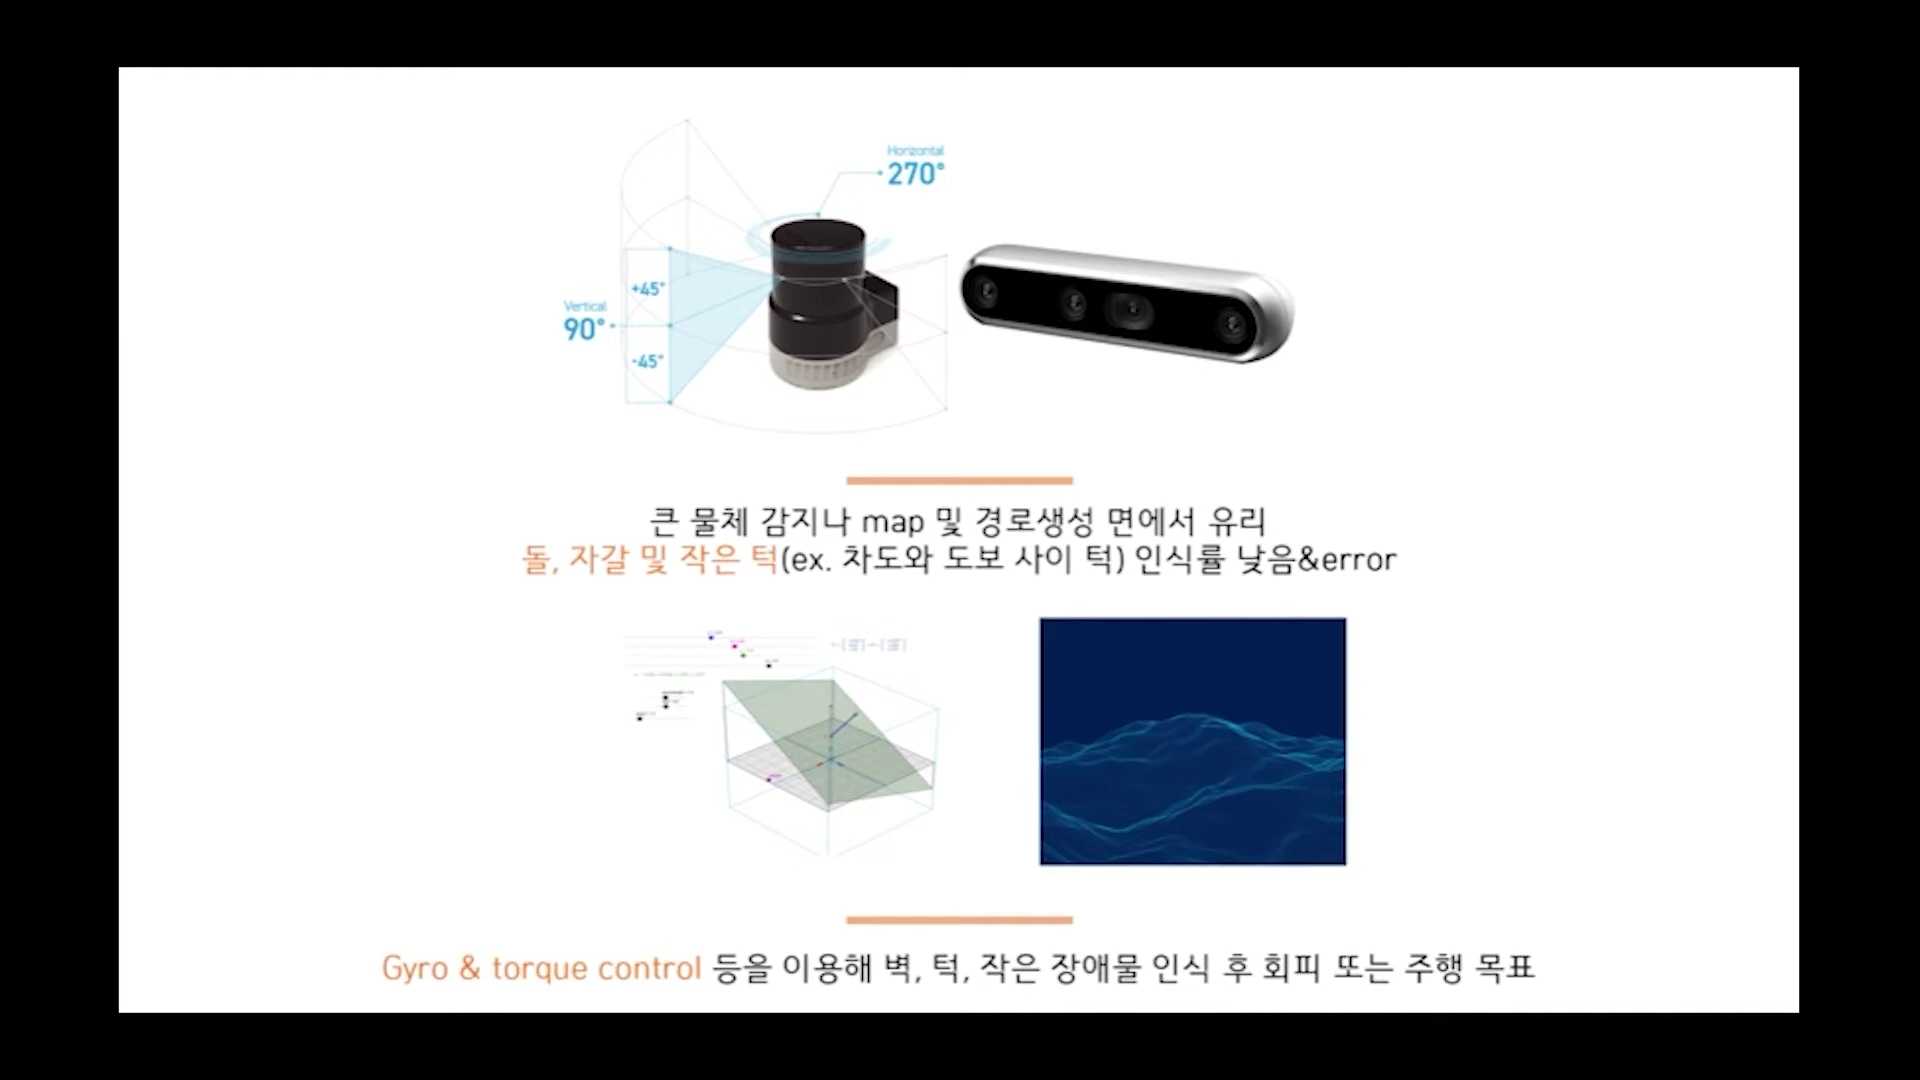 Horizontal
270°
+45°
Vertical
90°
-45°
큰 물체 감지나 map 및 경로생성 면에서 유리
돌, 자갈 및 작은 턱(ex. 차도와 도보 사이 턱) 인식률 낮음&error
Gyro & torque control 등을 이용해 벽, 턱, 작은 장애물 인식 후 회피 또는 주행 목표